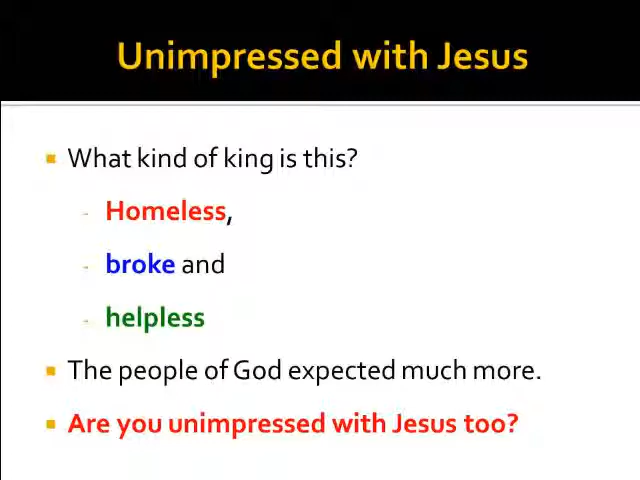 Unimpressed with Jesus
What kind of king is this?
- Homeless,
- broke and
- helpless
The people of God expected much more.
Are you unimpressed with Jesus too?